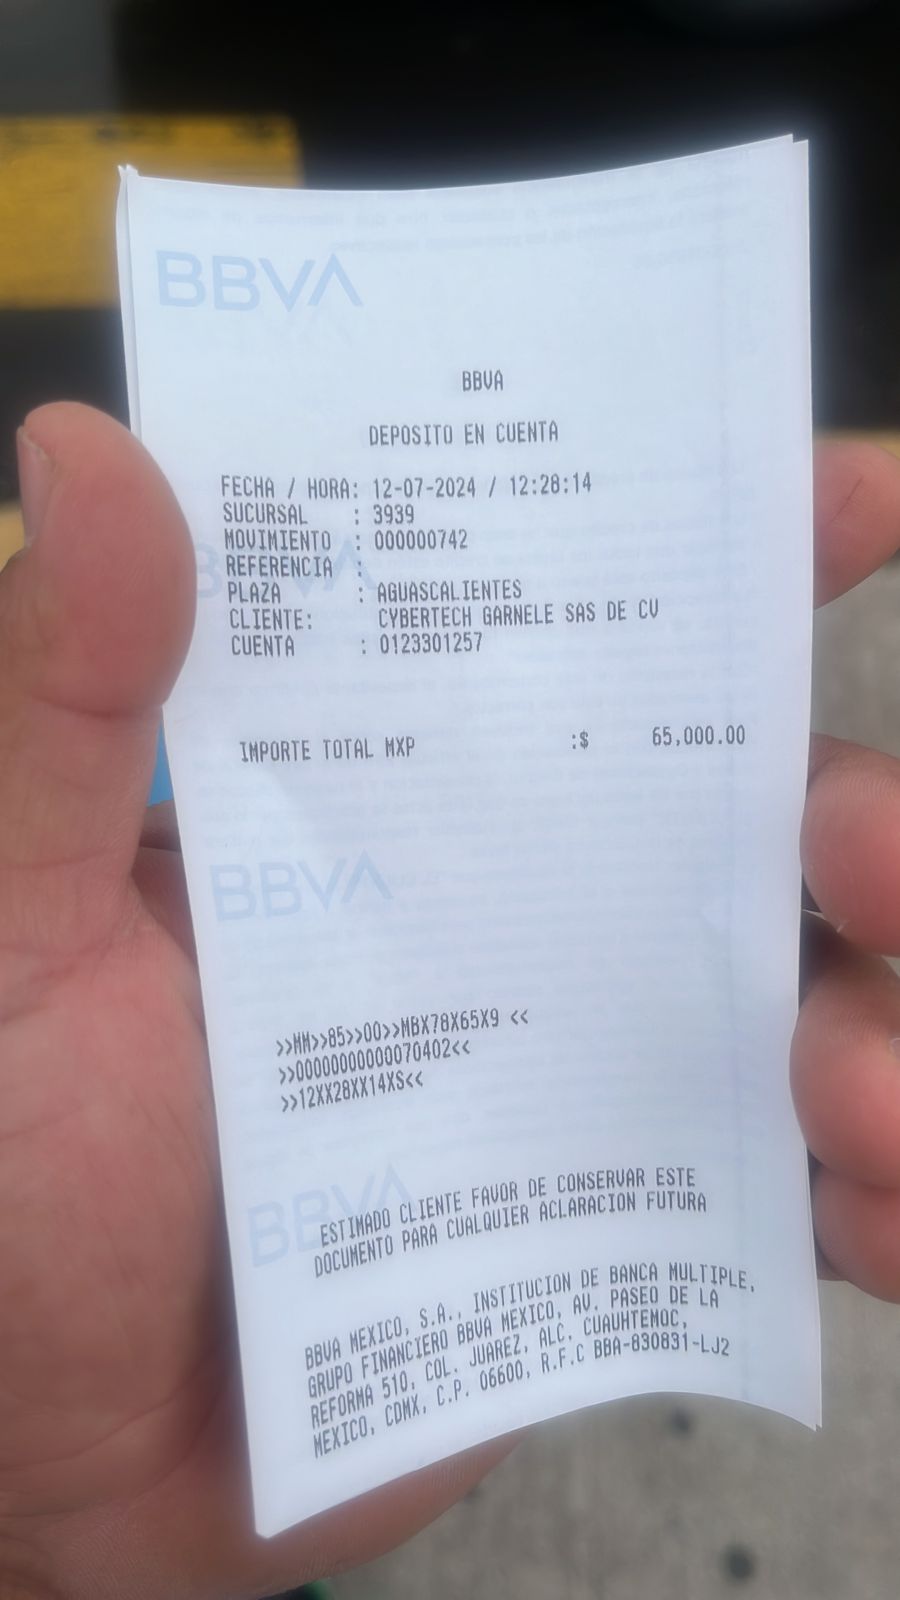 BBVA
BBVA
DEPOSITO EN CUENTA
FECHA / HORA: 12-07-2024 / 12:28:14
SUCURSAL : 3939
MOVIMIENTO : 000000742
REFERENCIA :
PLAZA : AGUASCALIENTES
CLIENTE: CYBERTECH GARNELE SAS DE CV
CUENTA : 0123301257
IMPORTE TOTAL MXP :$ 65,000.00
BBVA
>>MM>>85>>00>>MBX78X65X9 <<
>>0000000000070402<<
>>12XX28XX14XS<<
BBVA
ESTIMADO CLIENTE FAVOR DE CONSERVAR ESTE
DOCUMENTO PARA CUALQUIER ACLARACION FUTURA
BBVA MEXICO, S.A., INSTITUCION DE BANCA MULTIPLE,
GRUPO FINANCIERO BBVA MEXICO, AV. PASEO DE LA
REFORMA 510, COL. JUAREZ, ALC. CUAUHTEMOC,
MEXICO, CDMX, C.P. 06600, R.F.C BBA-830831-LJ2